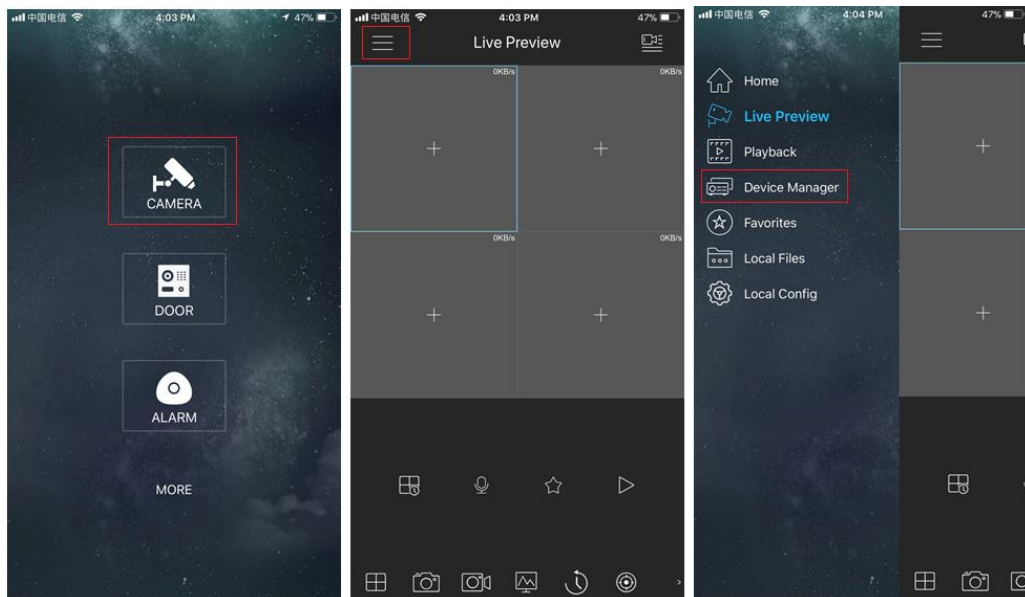 中国电信
4:03 PM
47%
CAMERA
DOOR
ALARM
MORE
中国电信
4:03 PM
47%
Live Preview
0KB/s
0KB/s
0KB/s
0KB/s
中国电信
4:04 PM
47%
Home
Live Preview
Playback
Device Manager
Favorites
Local Files
Local Config